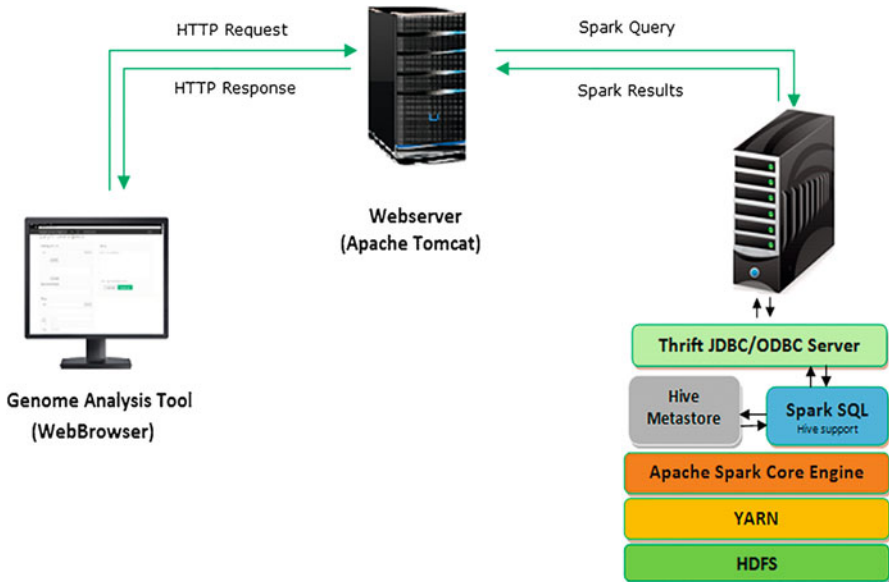 HTTP Request
HTTP Response
Spark Query
Spark Results
Webserver
(Apache Tomcat)
Genome Analysis Tool
(WebBrowser)
Thrift JDBC/ODBC Server
Hive
Metastore
Spark SQL
Hive support
Apache Spark Core Engine
YARN
HDFS